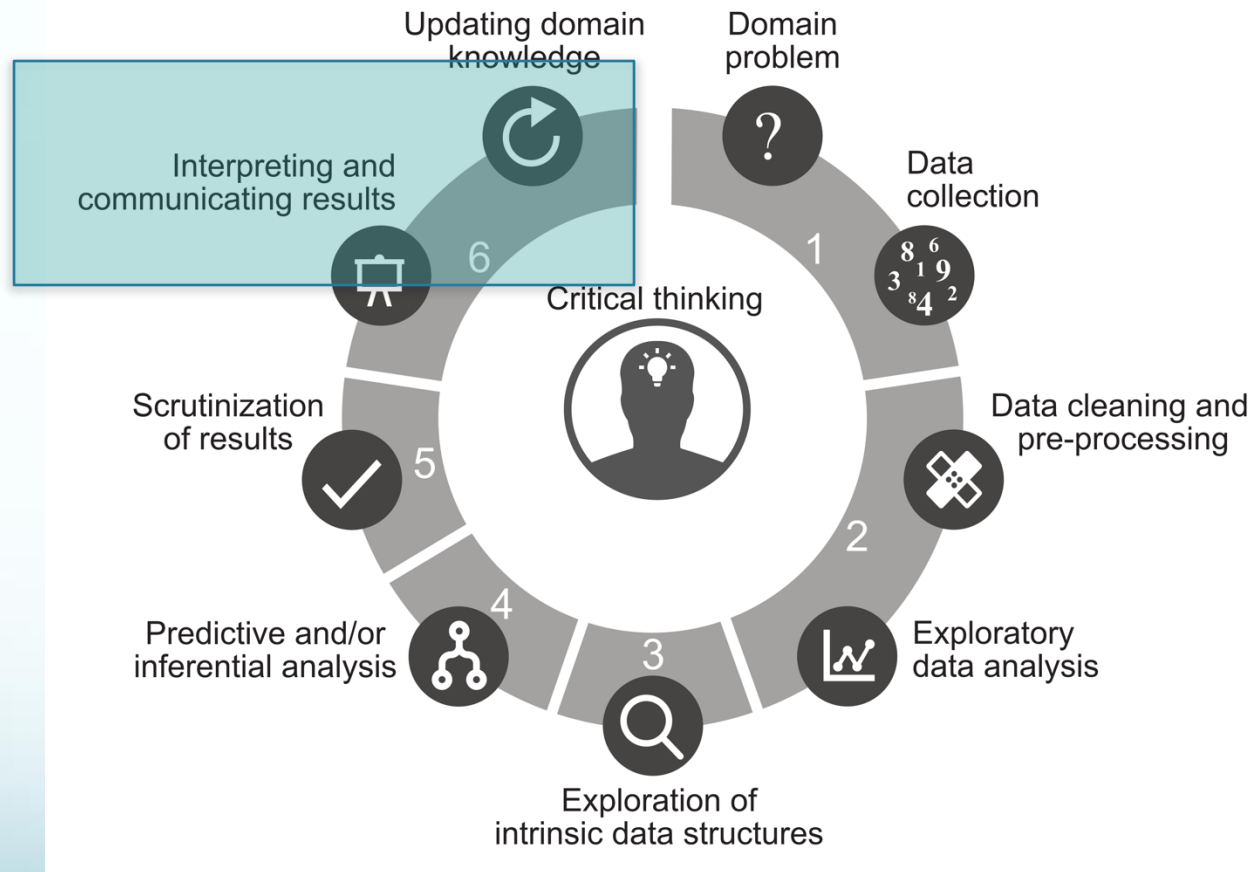 Updating domain
knowledge
Domain
problem
Interpreting and
communicating results
Data
collection
8 6
3 1 9
8 4 2
6
1
Critical thinking
Scrutinization
of results
Data cleaning and
pre-processing
5
2
?
4
3
Predictive and/or
inferential analysis
Exploratory
data analysis
Exploration of
intrinsic data structures